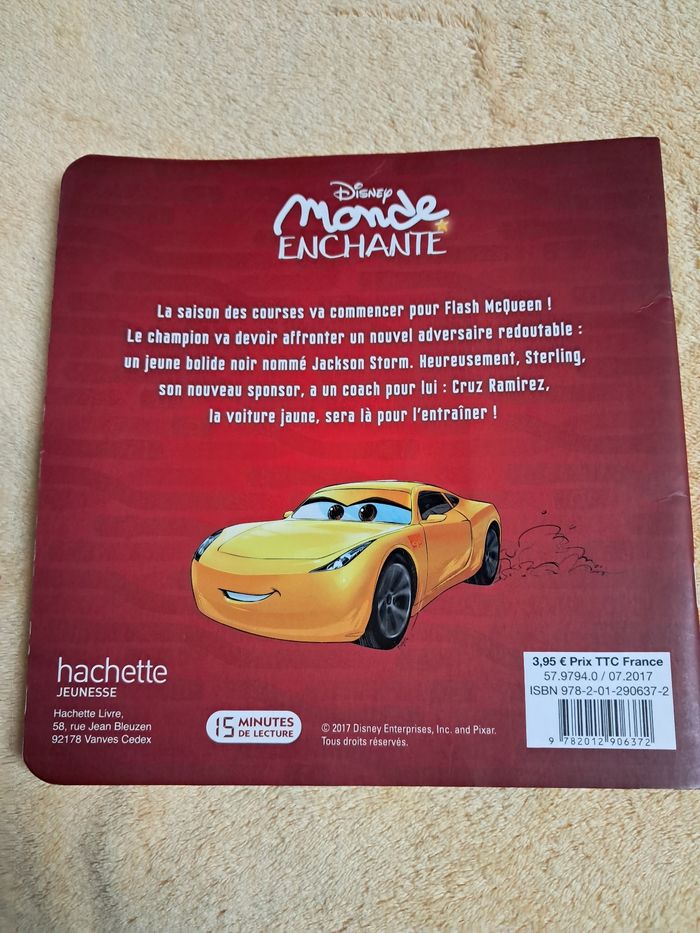 Disney
Monde
ENCHANTÉ
La saison des courses va commencer pour Flash McQueen !
Le champion va devoir affronter un nouvel adversaire redoutable :
un jeune bolide noir nommé Jackson Storm. Heureusement, Sterling,
son nouveau sponsor, a un coach pour lui : Cruz Ramirez,
la voiture jaune, sera là pour l'entraîner !
3,95 € Prix TTC France
57.9794.0 / 07.2017
ISBN 978-2-01-290637-2
9 782012 906372
hachette
JEUNESSE
Hachette Livre,
58, rue Jean Bleuzen
92178 Vanves Cedex
15 MINUTES
DE LECTURE
© 2017 Disney Enterprises, Inc. and Pixar.
Tous droits réservés.